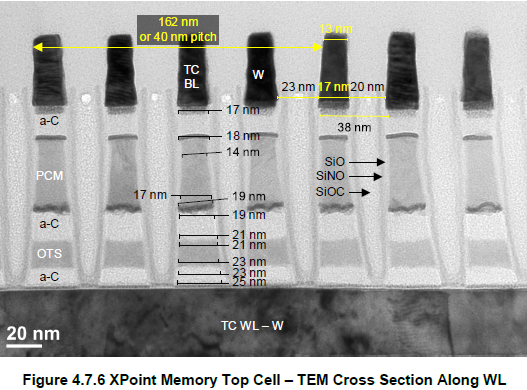 162 nm
or 40 nm pitch
13 nm
TC
BL
W
23 nm
17 nm
20 nm
a-C
17 nm
38 nm
18 nm
14 nm
SiO
SiNO
SiOC
PCM
17 nm
19 nm
19 nm
a-C
21 nm
21 nm
OTS
23 nm
a-C
23 nm
25 nm
20 nm
TC WL – W
Figure 4.7.6 XPoint Memory Top Cell – TEM Cross Section Along WL